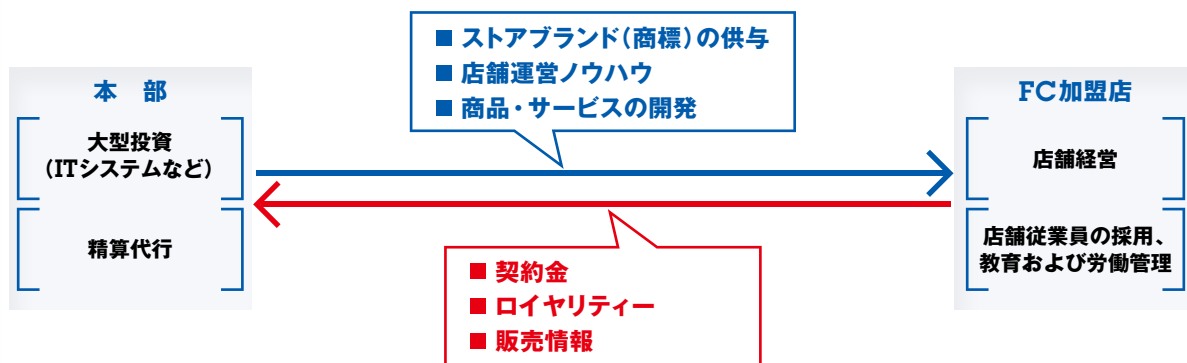 ■ ストアブランド（商標）の供与
■ 店舗運営ノウハウ
■ 商品・サービスの開発
本　部
大型投資
（ITシステムなど）
精算代行
FC加盟店
店舗経営
店舗従業員の採用、
教育および労働管理
■ 契約金
■ ロイヤリティー
■ 販売情報